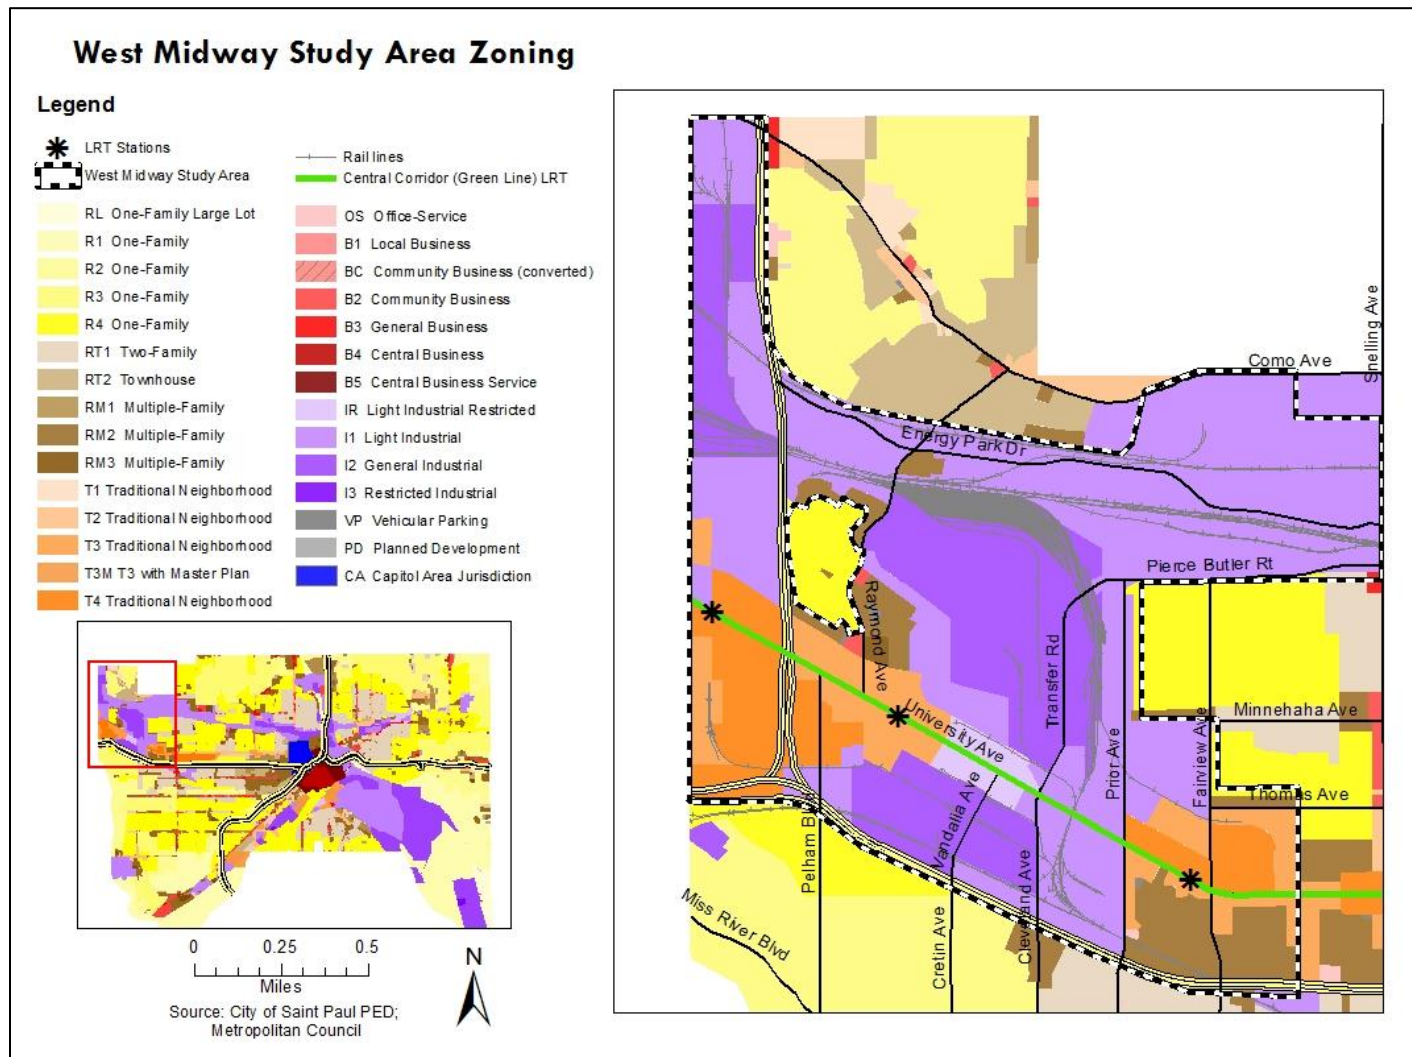 West Midway Study Area Zoning
Legend
LRT Stations
West Midway Study Area
RL One-Family Large Lot
R1 One-Family
R2 One-Family
R3 One-Family
R4 One-Family
RT1 Two-Family
RT2 Townhouse
RM1 Multiple-Family
RM2 Multiple-Family
RM3 Multiple-Family
T1 Traditional Neighborhood
T2 Traditional Neighborhood
T3 Traditional Neighborhood
T3M T3 with Master Plan
T4 Traditional Neighborhood
Rail lines
Central Corridor (Green Line) LRT
OS Office-Service
B1 Local Business
BC Community Business (converted)
B2 Community Business
B3 General Business
B4 Central Business
B5 Central Business Service
IR Light Industrial Restricted
I1 Light Industrial
I2 General Industrial
I3 Restricted Industrial
VP Vehicular Parking
PD Planned Development
CA Capitol Area Jurisdiction
0 0.25 0.5
Miles
N
Source: City of Saint Paul PED;
Metropolitan Council
Snelling Ave
Como Ave
Energy Park Dr
Pierce Butler Rt
Raymond Ave
Transfer Rd
University Ave
Prior Ave
Fairview Ave
Minnehaha Ave
Thomas Ave
Pelham Blvd
Vandalia Ave
Cleveland Ave
Cretin Ave
Miss River Blvd